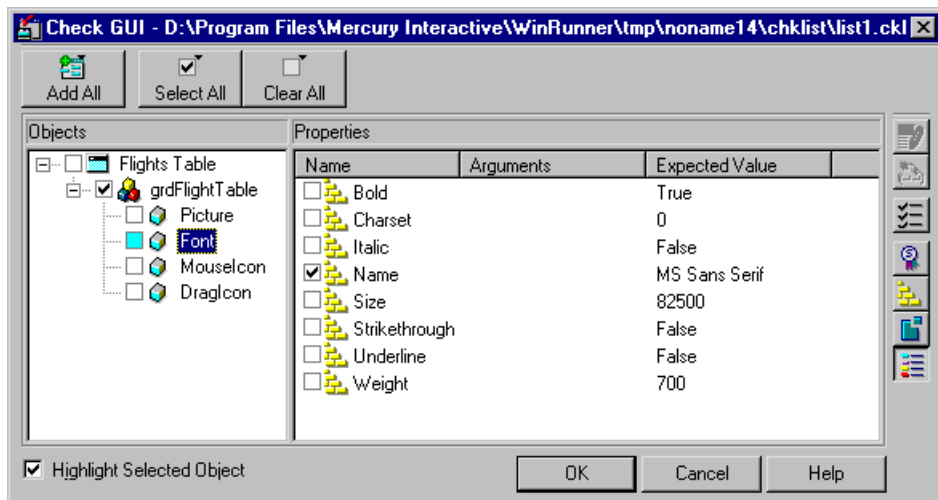 Check GUI - D:\Program Files\Mercury Interactive\WinRunner\tmp\noname14\chklist\list1.ckl
Add All Select All Clear All
Objects Properties
Flights Table
grdFlightTable
Picture
Font
MouseIcon
DragIcon
Name Arguments Expected Value
Bold True
Charset 0
Italic False
Name MS Sans Serif
Size 82500
Strikethrough False
Underline False
Weight 700
Highlight Selected Object OK Cancel Help